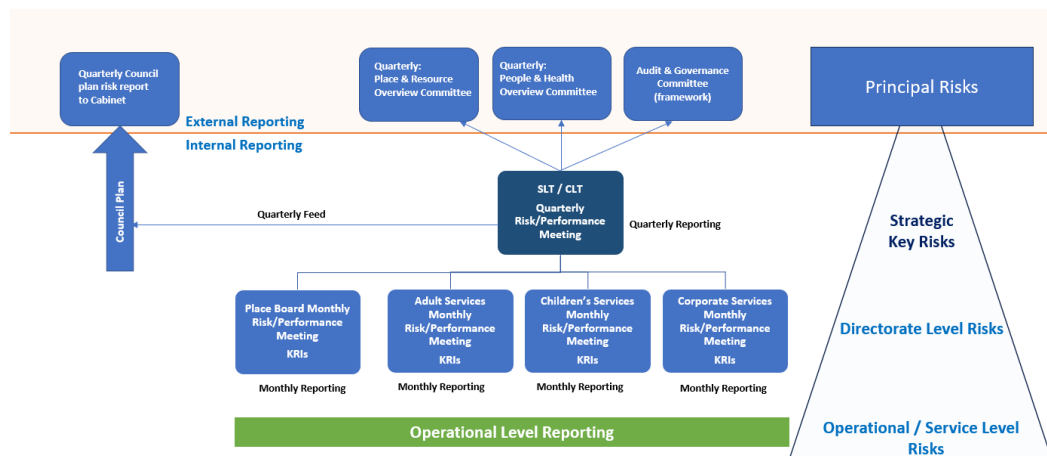 Quarterly Council
plan risk report
to Cabinet
Quarterly:
Place & Resource
Overview Committee
Quarterly:
People & Health
Overview Committee
Audit & Governance
Committee
(framework)
Principal Risks
External Reporting
Internal Reporting
Council Plan
Quarterly Feed
SLT / CLT
Quarterly
Risk/Performance
Meeting
Quarterly Reporting
Strategic
Key Risks
Place Board Monthly
Risk/Performance
Meeting
KRIs
Adult Services
Monthly
Risk/Performance
Meeting
KRIs
Children's Services
Monthly
Risk/Performance
Meeting
KRIs
Corporate Services
Monthly
Risk/Performance
Meeting
KRIs
Directorate Level Risks
Monthly Reporting
Monthly Reporting
Monthly Reporting
Monthly Reporting
Operational Level Reporting
Operational / Service Level
Risks